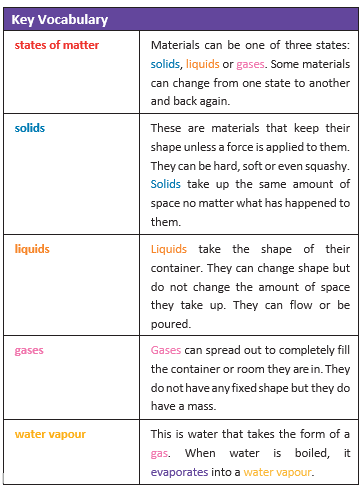 Key Vocabulary
states of matter
Materials can be one of three states:
solids, liquids or gases. Some materials
can change from one state to another
and back again.
solids
These are materials that keep their
shape unless a force is applied to them.
They can be hard, soft or even squashy.
Solids take up the same amount of
space no matter what has happened to
them.
liquids
Liquids take the shape of their
container. They can change shape but
do not change the amount of space
they take up. They can flow or be
poured.
gases
Gases can spread out to completely fill
the container or room they are in. They
do not have any fixed shape but they do
have a mass.
water vapour
This is water that takes the form of a
gas. When water is boiled, it
evaporates into a water vapour.